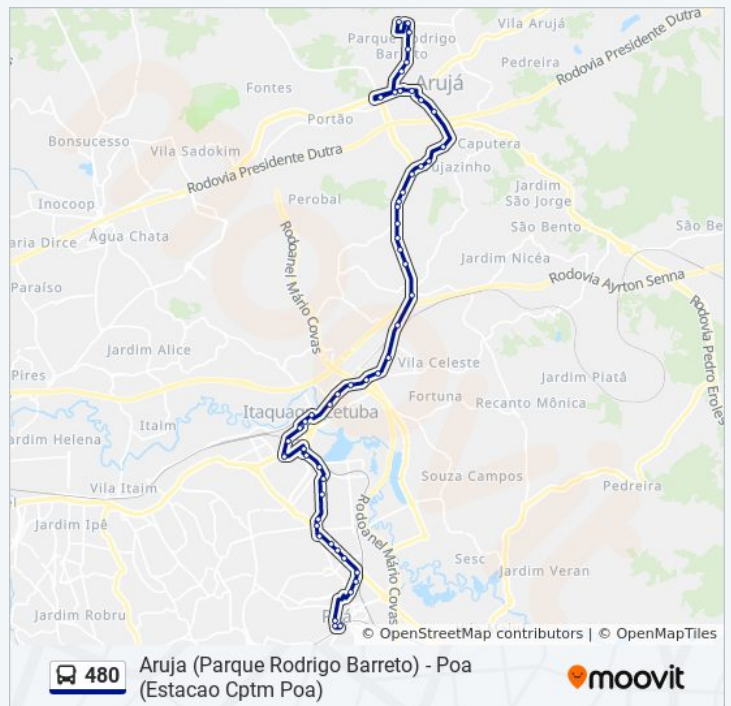 Vila Arujá
Parque Rodrigo
Barreto
Rodovia Presidente Dutra
Pedreira
Arujá
Fontes
Portão
Bonsucesso
Vila Sadokim
Caputera
Rodovia Presidente Dutra
Jardim
São Jorge
Inocoop
Perobal
São Bento
São Be
aria Dirce
Água Chata
Rodoanel Mário Covas
Jardim Nicéa
Rodovia Ayrton Senna
Paraíso
Rodovia Pedro Eroles
Jardim Alice
Vila Celeste
Pires
Jardim Piatã
Fortuna
Recanto Mônica
Itaim
ardim Helena
Souza Campos
Vila Itaim
Pedreira
Jardim Ipê
Rodoanel Mário Covas
Sesc
Jardim Veran
Jardim Robru
© OpenStreetMap contributors | © OpenMapTiles
480
Aruja (Parque Rodrigo Barreto) - Poa
(Estacao Cptm Poa)
moovit